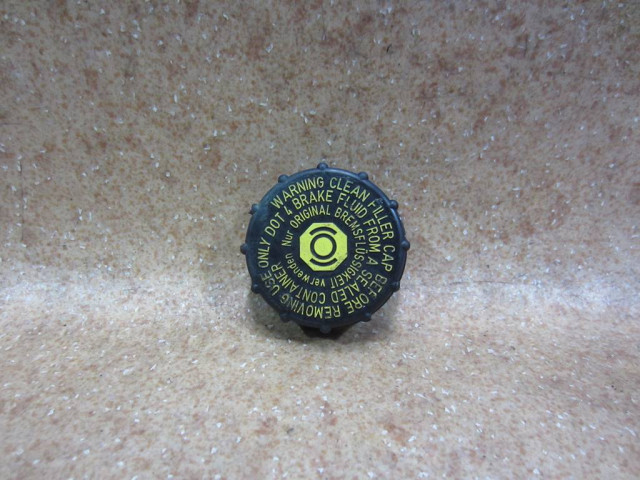 WARNING CLEAN FILLER CAP BEFORE REMOVING USE
ONLY DOT 4 BRAKE FLUID FROM A SEALED CONTAINER
Nur ORIGINAL BREMSFLÜSSIGKEIT verwenden